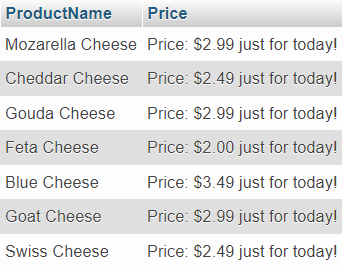 ProductName Price
Mozarella Cheese Price: $2.99 just for today!
Cheddar Cheese Price: $2.49 just for today!
Gouda Cheese Price: $2.99 just for today!
Feta Cheese Price: $2.00 just for today!
Blue Cheese Price: $3.49 just for today!
Goat Cheese Price: $2.99 just for today!
Swiss Cheese Price: $2.49 just for today!